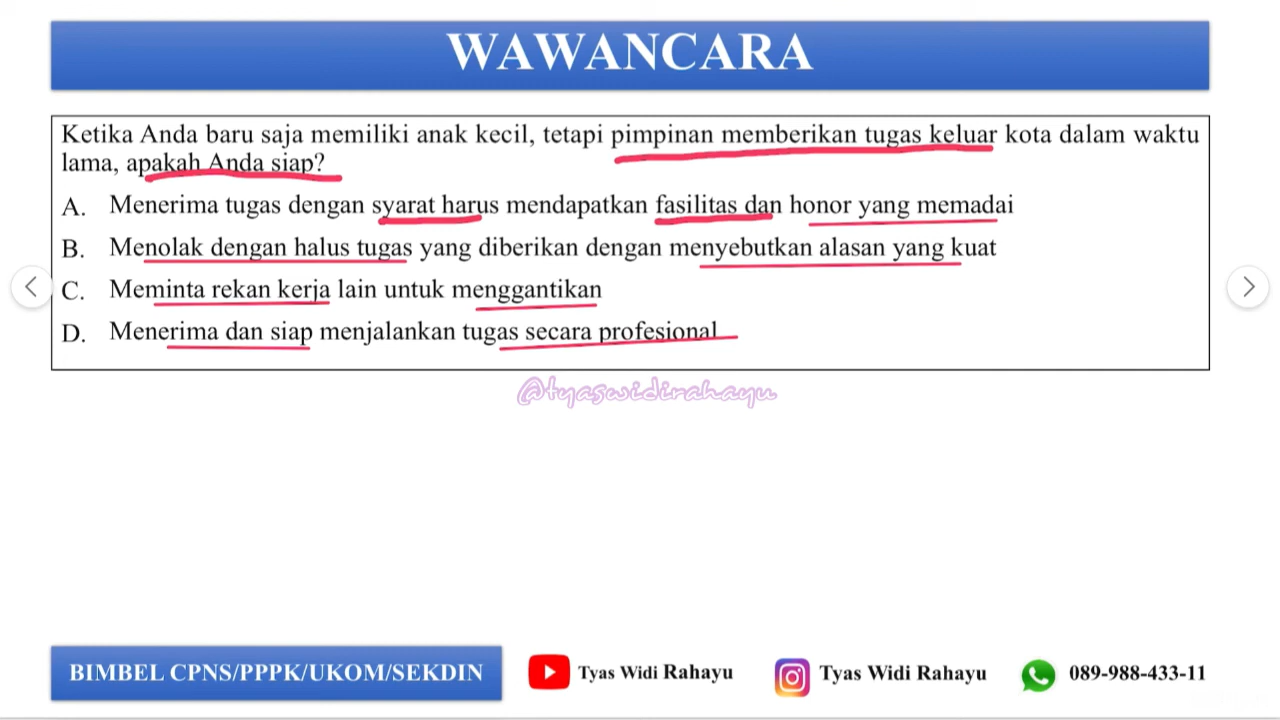 WAWANCARA
Ketika Anda baru saja memiliki anak kecil, tetapi pimpinan memberikan tugas keluar kota dalam waktu
lama, apakah Anda siap?
A. Menerima tugas dengan syarat harus mendapatkan fasilitas dan honor yang memadai
B. Menolak dengan halus tugas yang diberikan dengan menyebutkan alasan yang kuat
C. Meminta rekan kerja lain untuk menggantikan
D. Menerima dan siap menjalankan tugas secara profesional
@tyaswidirahayu
BIMBEL CPNS/PPPK/UKOM/SEKDIN
Tyas Widi Rahayu
Tyas Widi Rahayu
089-988-433-11